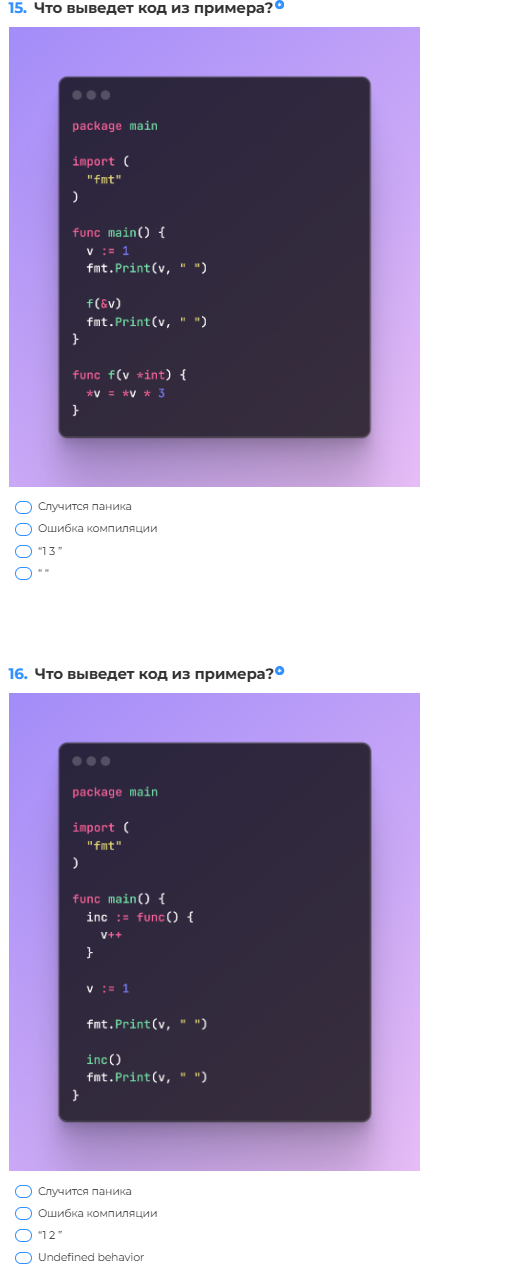 15. Что выведет код из примера?
package main
import (
"fmt"
)
func main() {
v := 1
fmt.Print(v, " ")
f(&v)
fmt.Print(v, " ")
}
func f(v *int) {
*v = *v * 3
}
Случится паника
Ошибка компиляции
“1 3 ”
“ “
16. Что выведет код из примера?
package main
import (
"fmt"
)
func main() {
inc := func() {
v++
}
v := 1
fmt.Print(v, " ")
inc()
fmt.Print(v, " ")
}
Случится паника
Ошибка компиляции
“1 2 ”
Undefined behavior